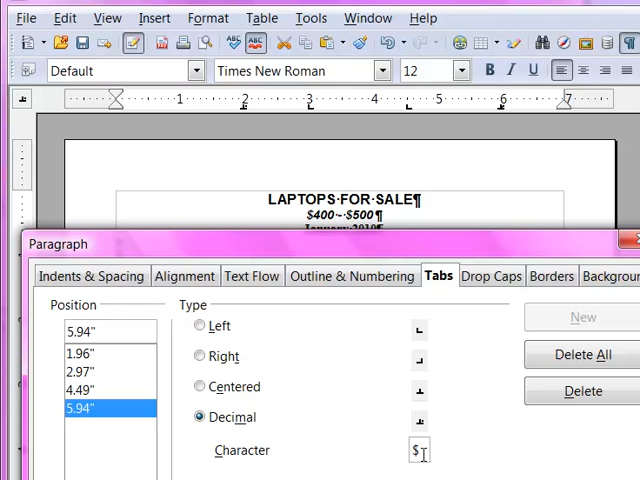 File Edit View Insert Format Table Tools Window Help
Default Times New Roman 12 B I U
1 2 3 4 5 6 7
LAPTOPS·FOR·SALE¶
$400~·$500¶
January·2010¶
Paragraph
Indents & Spacing Alignment Text Flow Outline & Numbering Tabs Drop Caps Borders Backgroun
Position Type
5.94" Left New
1.96"
2.97" Right Delete All
4.49" Centered Delete
5.94" Decimal
Character $